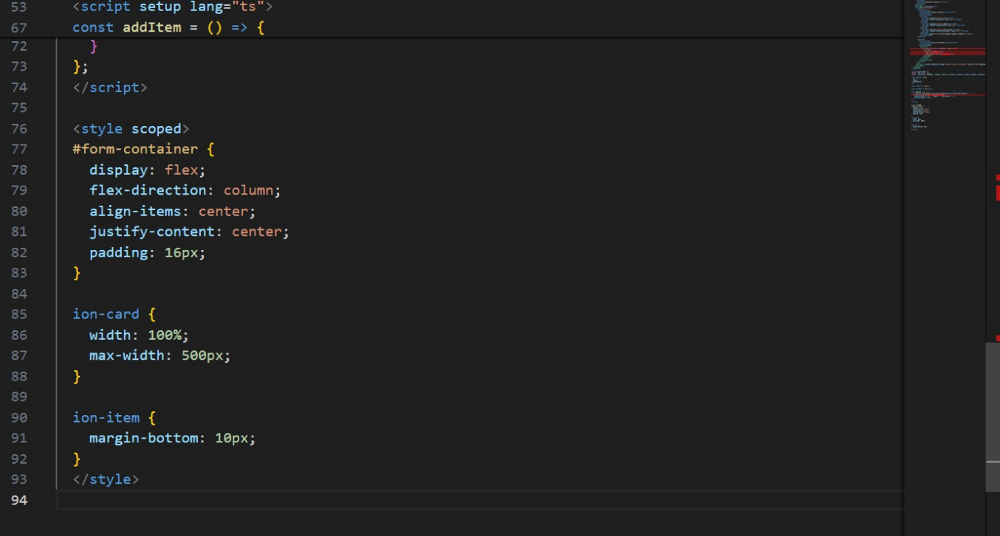 53 <script setup lang="ts">
67 const addItem = () => {
72 }
73 };
74 </script>
75
76 <style scoped>
77 #form-container {
78 display: flex;
79 flex-direction: column;
80 align-items: center;
81 justify-content: center;
82 padding: 16px;
83 }
84
85 ion-card {
86 width: 100%;
87 max-width: 500px;
88 }
89
90 ion-item {
91 margin-bottom: 10px;
92 }
93 </style>
94